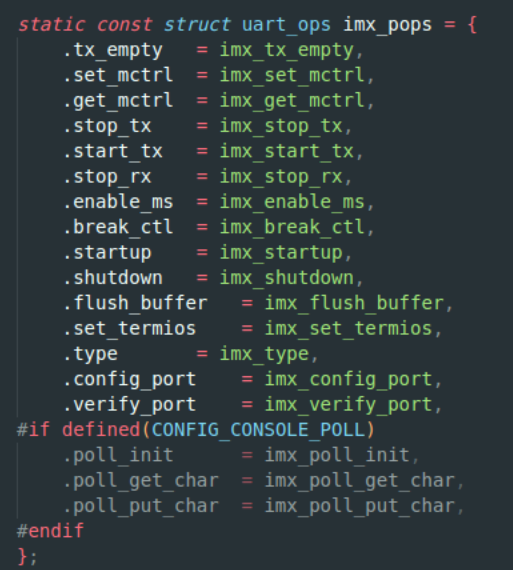 static const struct uart_ops imx_pops = {
    .tx_empty   = imx_tx_empty,
    .set_mctrl  = imx_set_mctrl,
    .get_mctrl  = imx_get_mctrl,
    .stop_tx    = imx_stop_tx,
    .start_tx   = imx_start_tx,
    .stop_rx    = imx_stop_rx,
    .enable_ms  = imx_enable_ms,
    .break_ctl  = imx_break_ctl,
    .startup    = imx_startup,
    .shutdown   = imx_shutdown,
    .flush_buffer   = imx_flush_buffer,
    .set_termios    = imx_set_termios,
    .type       = imx_type,
    .config_port    = imx_config_port,
    .verify_port    = imx_verify_port,
#if defined(CONFIG_CONSOLE_POLL)
    .poll_init      = imx_poll_init,
    .poll_get_char  = imx_poll_get_char,
    .poll_put_char  = imx_poll_put_char,
#endif
};